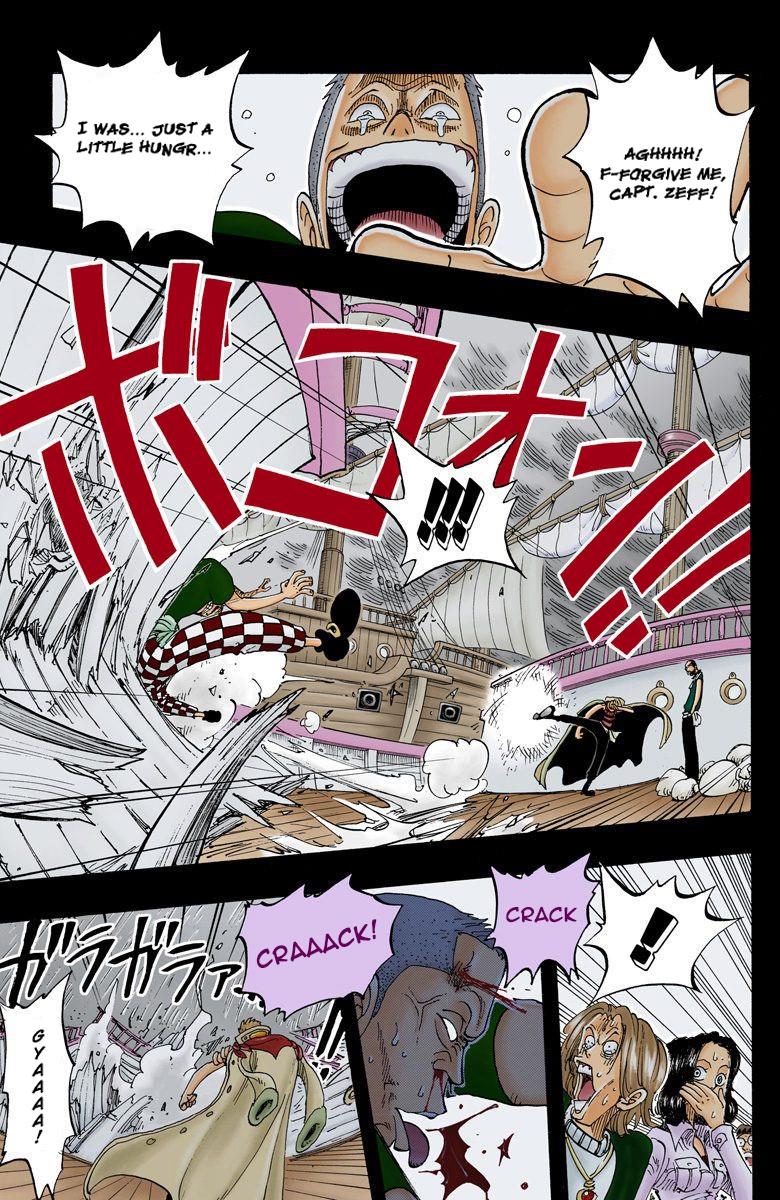 AGHHHH!
F-FORGIVE ME,
CAPT. ZEFF!
I WAS... JUST A
LITTLE HUNGR...
ボコォン!!
!!!
!
CRACK
CRAAACK!
ガラガラァ...!!
GYAAAA!